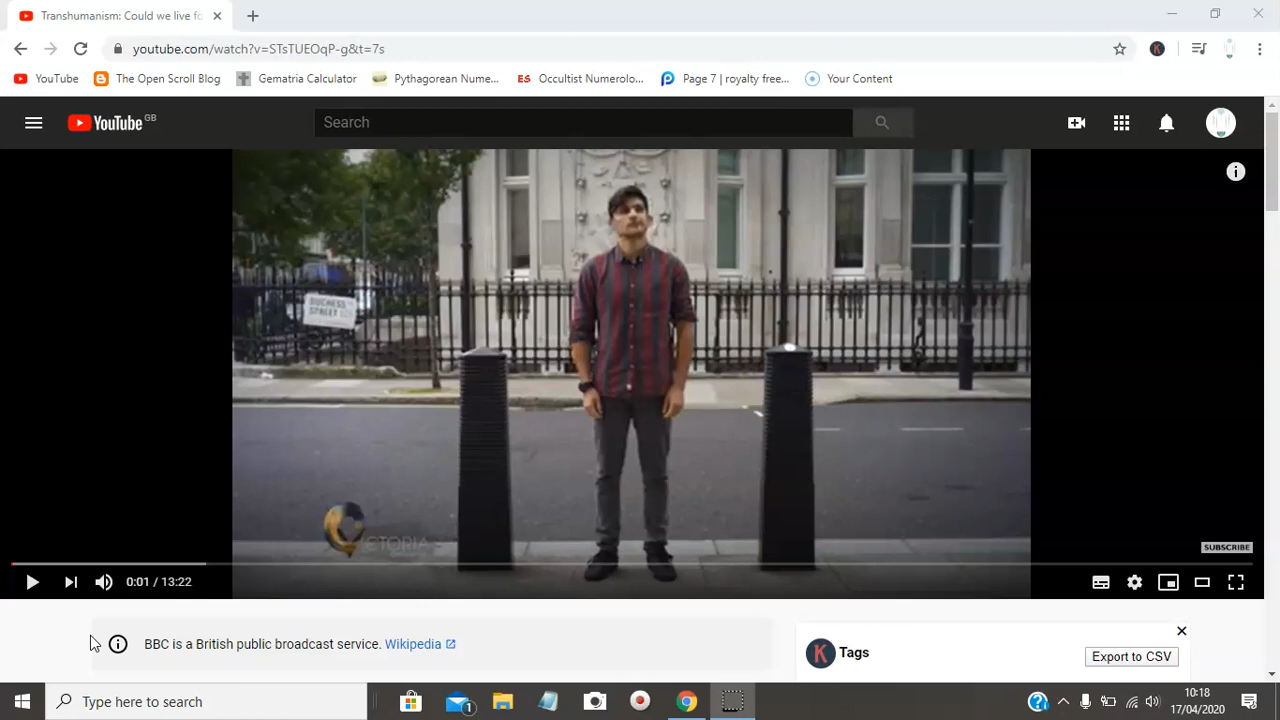 Transhumanism: Could we live fo
youtube.com/watch?v=STsTUEOqP-g&t=7s
YouTube
The Open Scroll Blog
Gematria Calculator
Pythagorean Nume...
ES Occultist Numerolo...
Page 7 | royalty free...
Your Content
YouTube GB
Search
DUCHESS
STREET
SUBSCRIBE
0:01 / 13:22
BBC is a British public broadcast service. Wikipedia
K Tags
Export to CSV
Type here to search
1
10:18
17/04/2020